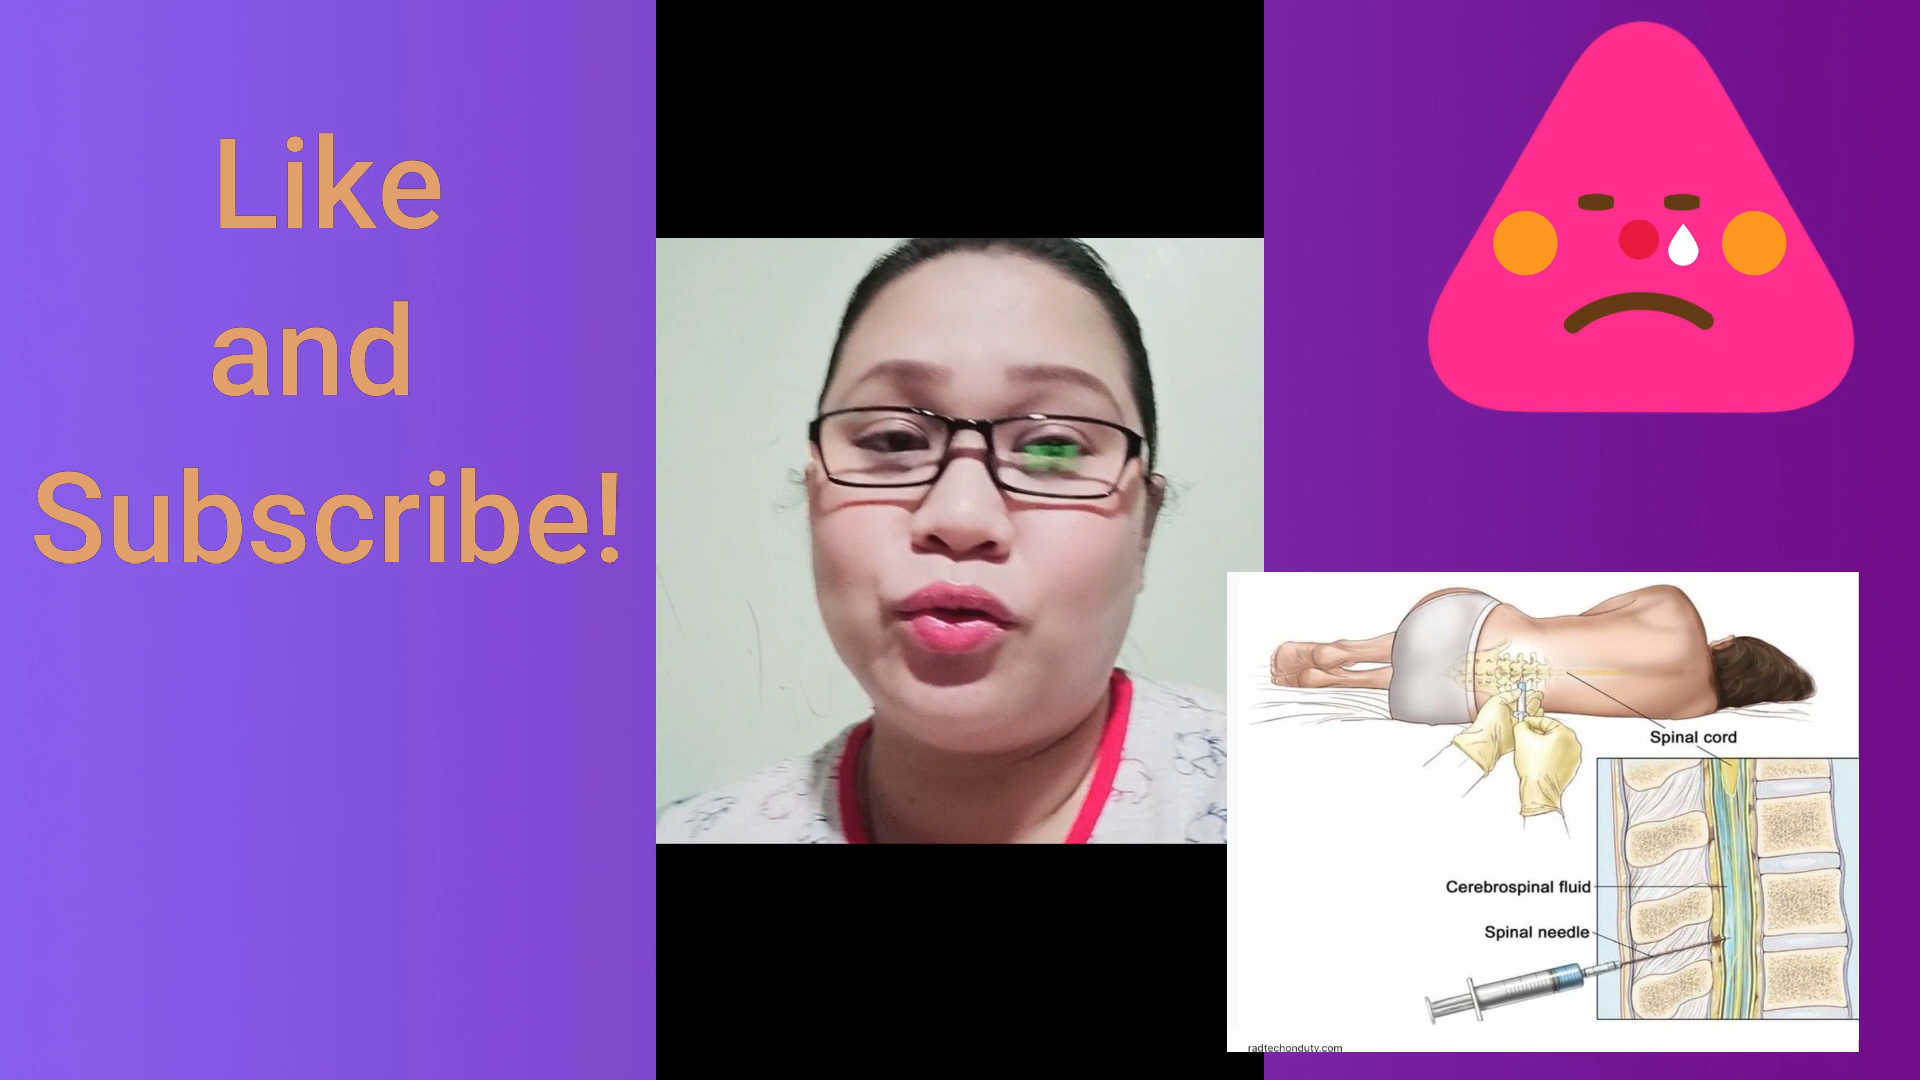 Like
and
Subscribe!
Spinal cord
Cerebrospinal fluid
Spinal needle
radtechonduty.com